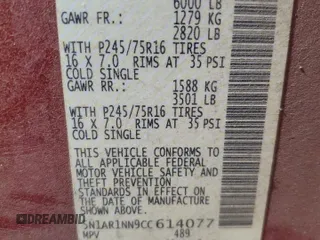 6000 LB
GAWR FR.: 1279 KG
2820 LB
WITH P245/75R16 TIRES
16 X 7.0 RIMS AT 35 PSI
COLD SINGLE
GAWR RR.: 1588 KG
3501 LB
WITH P245/75R16 TIRES
16 X 7.0 RIMS AT 35 PSI
COLD SINGLE
THIS VEHICLE CONFORMS TO
ALL APPLICABLE FEDERAL
MOTOR VEHICLE SAFETY AND
THEFT PREVENTION
STANDARDS IN EFFECT ON
THE DATE OF MANUFACTURE
SHOWN ABOVE.
5N1AR1NN9CC614077
MPV 489
DREAMBID